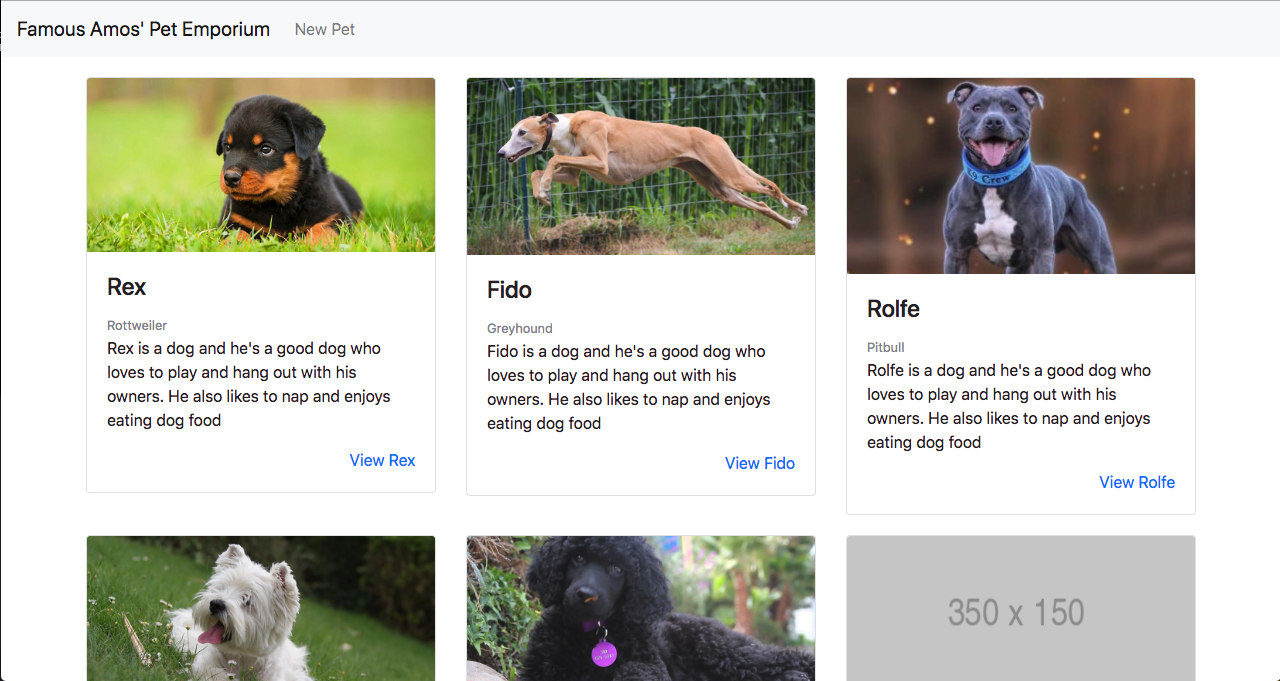 Famous Amos' Pet Emporium New Pet
Rex
Rottweiler
Rex is a dog and he's a good dog who
loves to play and hang out with his
owners. He also likes to nap and enjoys
eating dog food
View Rex
Fido
Greyhound
Fido is a dog and he's a good dog who
loves to play and hang out with his
owners. He also likes to nap and enjoys
eating dog food
View Fido
Crew
Rolfe
Pitbull
Rolfe is a dog and he's a good dog who
loves to play and hang out with his
owners. He also likes to nap and enjoys
eating dog food
View Rolfe
350 x 150